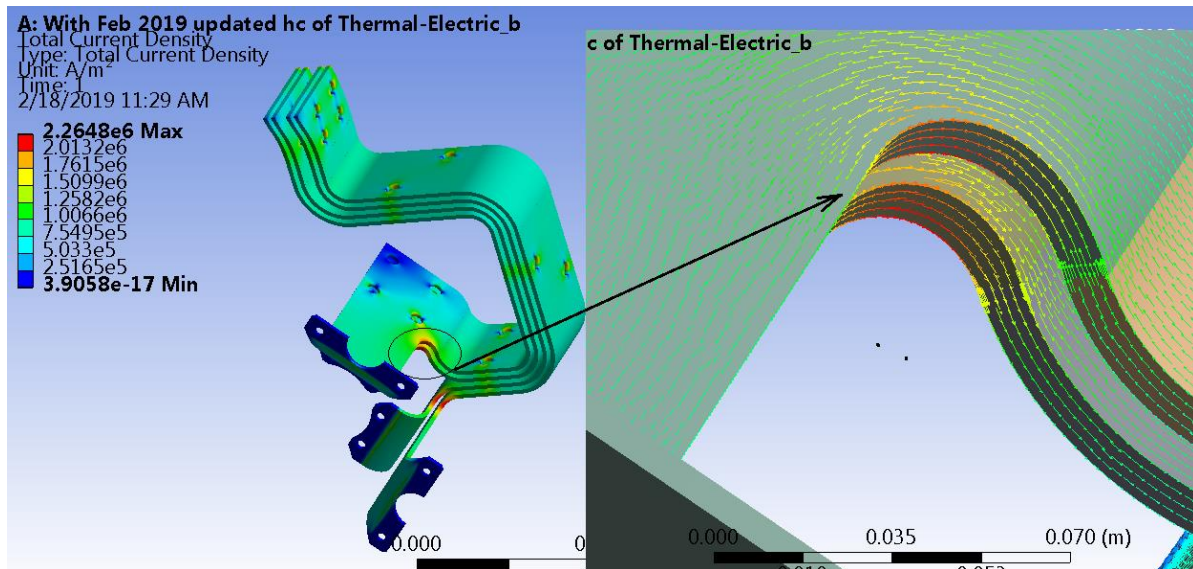 A: With Feb 2019 updated hc of Thermal-Electric_b
Total Current Density
Type: Total Current Density
Unit: A/m²
Time: 1
2/18/2019 11:29 AM
2.2648e6 Max
2.0132e6
1.7615e6
1.5099e6
1.2582e6
1.0066e6
7.5495e5
5.033e5
2.5165e5
3.9058e-17 Min
0.000
c of Thermal-Electric_b
0.000
0.035
0.070 (m)